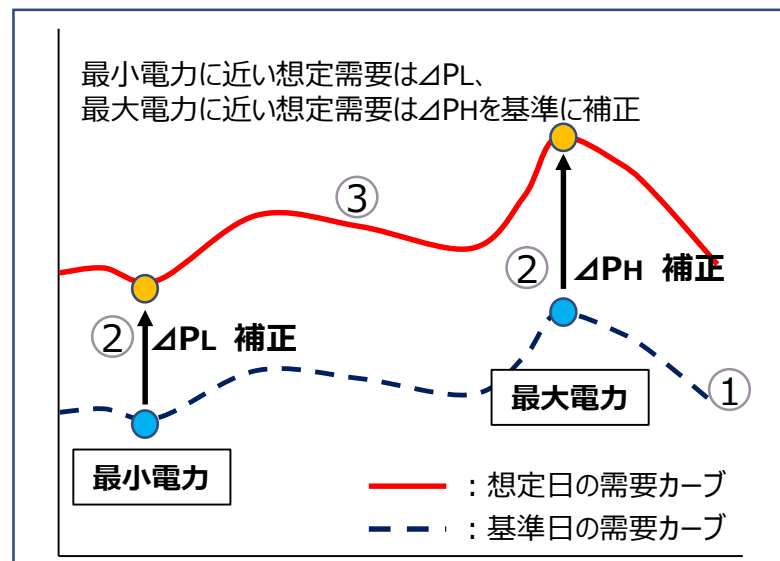 最小電力に近い想定需要は⊿PL、
最大電力に近い想定需要は⊿PHを基準に補正
③
② ⊿PH 補正
② ⊿PL 補正
①
最大電力
最小電力
：想定日の需要カーブ
：基準日の需要カーブ